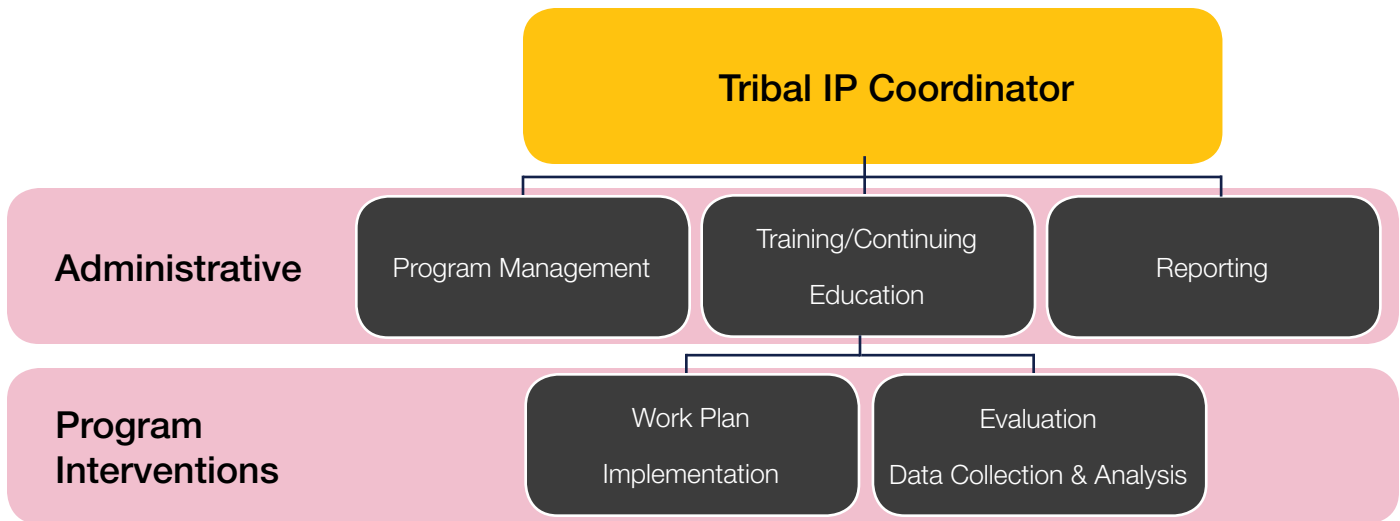 Tribal IP Coordinator
Administrative
Program Management
Training/Continuing
Education
Reporting
Program
Interventions
Work Plan
Implementation
Evaluation
Data Collection & Analysis